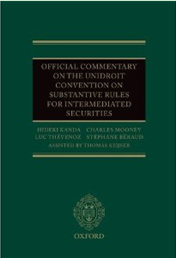 OFFICIAL COMMENTARY
ON THE UNIDROIT
CONVENTION ON
SUBSTANTIVE RULES
FOR INTERMEDIATED
SECURITIES
HIDEKI KANDA CHARLES MOONEY
LUC THÉVENOZ STÉPHANE BÉRAUD
ASSISTED BY THOMAS KEIJSER
OXFORD